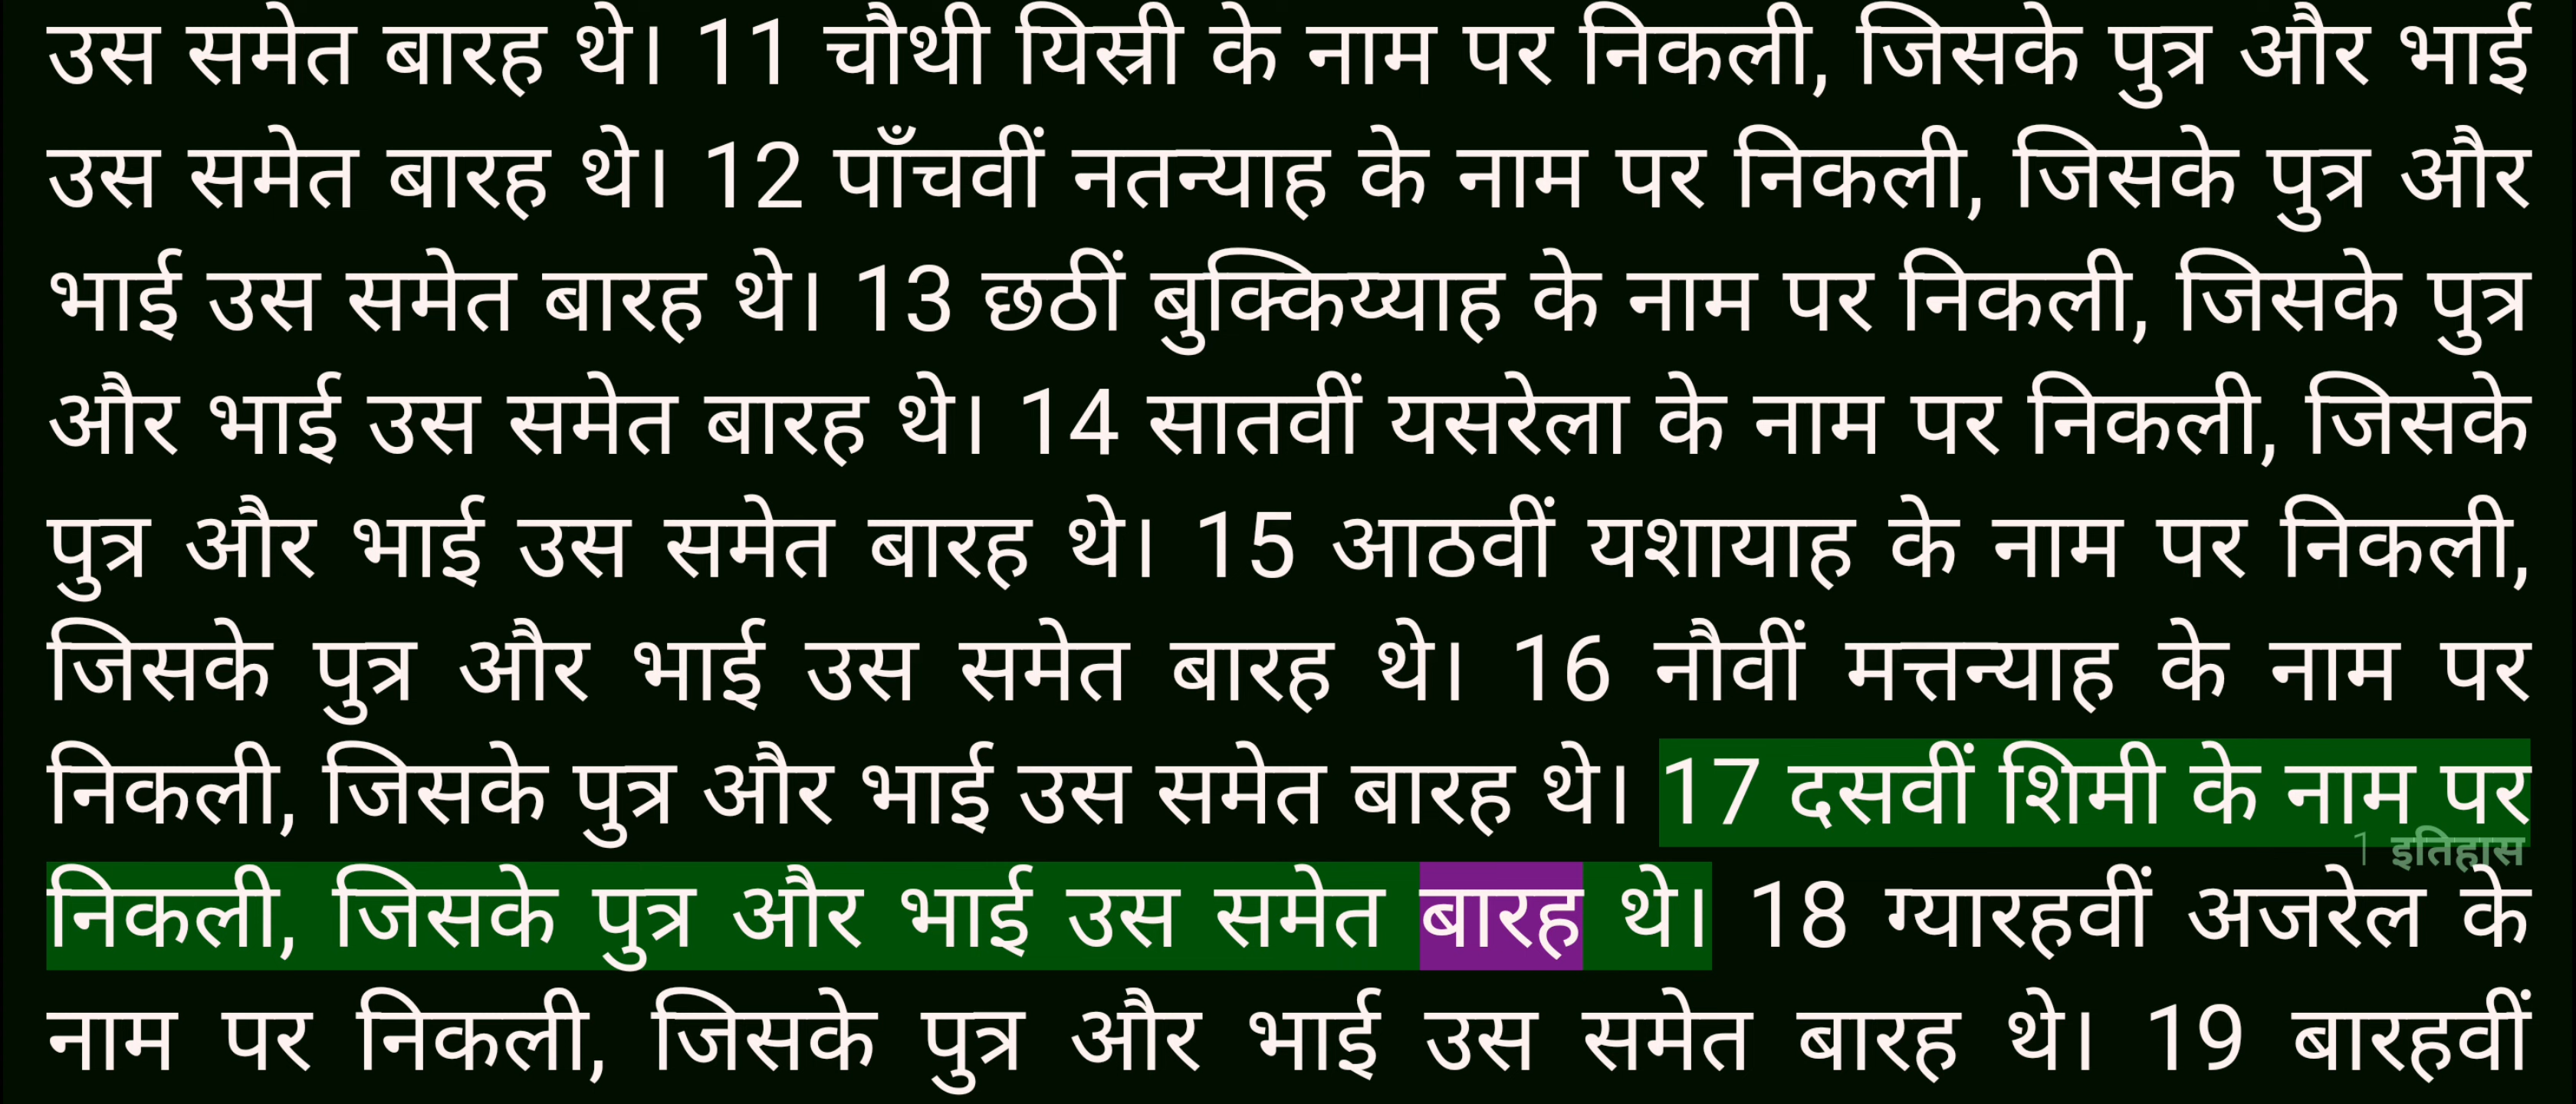 उस समेत बारह थे। 11 चौथी यिस्री के नाम पर निकली, जिसके पुत्र और भाई
उस समेत बारह थे। 12 पाँचवीं नतन्याह के नाम पर निकली, जिसके पुत्र और
भाई उस समेत बारह थे। 13 छठीं बुक्किय्याह के नाम पर निकली, जिसके पुत्र
और भाई उस समेत बारह थे। 14 सातवीं यसरेला के नाम पर निकली, जिसके
पुत्र और भाई उस समेत बारह थे। 15 आठवीं यशायाह के नाम पर निकली,
जिसके पुत्र और भाई उस समेत बारह थे। 16 नौवीं मत्तन्याह के नाम पर
निकली, जिसके पुत्र और भाई उस समेत बारह थे। 17 दसवीं शिमी के नाम पर
1 इतिहास
निकली, जिसके पुत्र और भाई उस समेत बारह थे। 18 ग्यारहवीं अजरेल के
नाम पर निकली, जिसके पुत्र और भाई उस समेत बारह थे। 19 बारहवीं